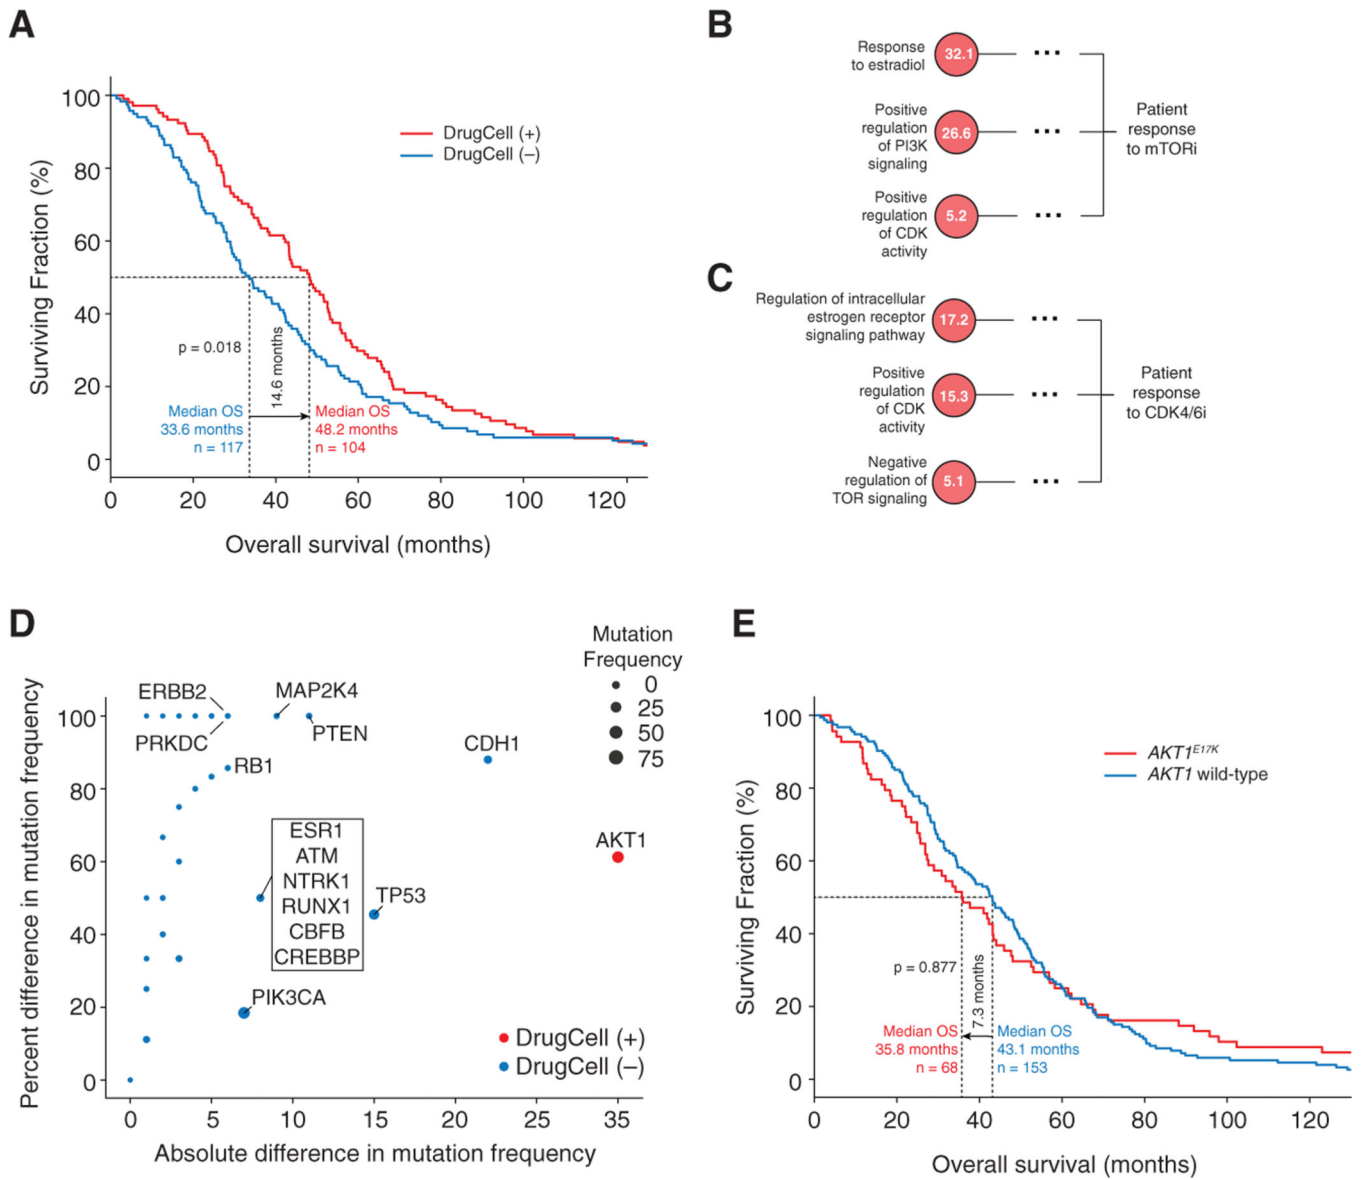 A
100
80
60
40
20
0
Surviving Fraction (%)
DrugCell (+)
DrugCell (–)
p = 0.018
14.6 months
Median OS
33.6 months
n = 117
Median OS
48.2 months
n = 104
0 20 40 60 80 100 120
Overall survival (months)
B
Response
to estradiol
32.1
Positive
regulation
of PI3K
signaling
26.6
Positive
regulation
of CDK
activity
5.2
Patient
response
to mTORi
C
Regulation of intracellular
estrogen receptor
signaling pathway
17.2
Positive
regulation
of CDK
activity
15.3
Negative
regulation of
TOR signaling
5.1
Patient
response
to CDK4/6i
D
Mutation
Frequency
0
25
50
75
Percent difference in mutation frequency
100
80
60
40
20
0
ERBB2
PRKDC
MAP2K4
PTEN
RB1
CDH1
AKT1
ESR1
ATM
NTRK1
RUNX1
CBFB
CREBBP
TP53
PIK3CA
DrugCell (+)
DrugCell (–)
0 5 10 15 20 25 35
Absolute difference in mutation frequency
E
100
80
60
40
20
0
Surviving Fraction (%)
AKT1E17K
AKT1 wild-type
p = 0.877
7.3 months
Median OS
35.8 months
n = 68
Median OS
43.1 months
n = 153
0 20 40 60 80 100 120
Overall survival (months)